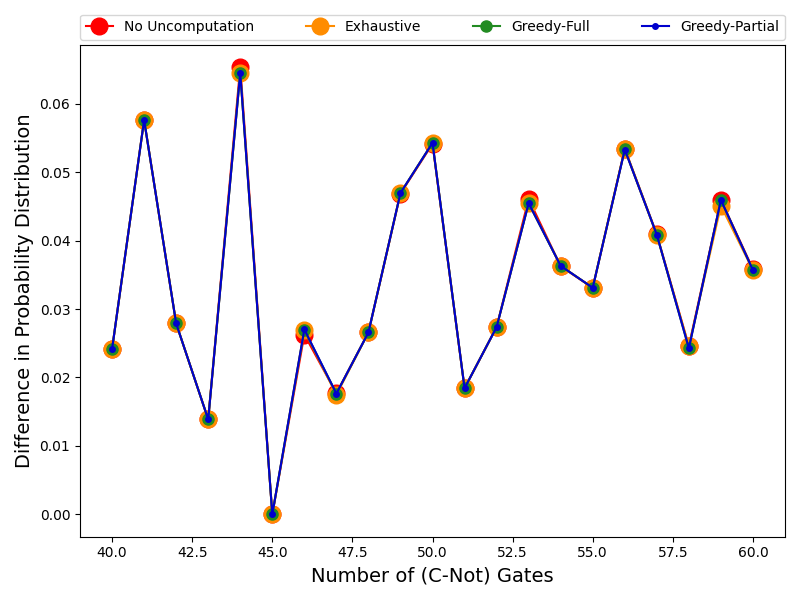 No Uncomputation Exhaustive Greedy-Full Greedy-Partial
Difference in Probability Distribution
0.06
0.05
0.04
0.03
0.02
0.01
0.00
40.0 42.5 45.0 47.5 50.0 52.5 55.0 57.5 60.0
Number of (C-Not) Gates